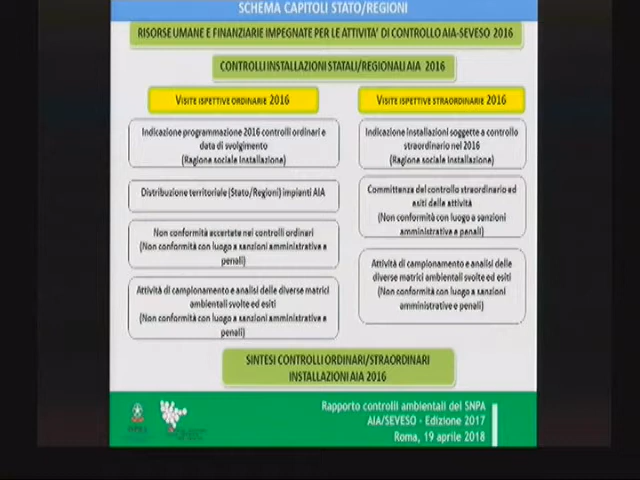 SCHEMA CAPITOLI STATO/REGIONI
RISORSE UMANE E FINANZIARIE IMPEGNATE PER LE ATTIVITA' DI CONTROLLO AIA-SEVESO 2016
CONTROLLI INSTALLAZIONI STATALI/REGIONALI AIA 2016
VISITE ISPETTIVE ORDINARIE 2016
VISITE ISPETTIVE STRAORDINARIE 2016
Indicazione programmazione 2016 controlli ordinari e
data di svolgimento
(Ragione sociale Installazione)
Distribuzione territoriale (Stato/Regioni) impianti AIA
Non conformità accertate nei controlli ordinari
(Non conformità con luogo a sanzioni amministrative e
penali)
Attività di campionamento e analisi delle diverse matrici
ambientali svolte ed esiti
(Non conformità con luogo a sanzioni amministrative e
penali)
Indicazione installazioni soggette a controllo
straordinario nel 2016
(Ragione sociale Installazione)
Committenza del controllo straordinario ed
esiti delle attività
(Non conformità con luogo a sanzioni
amministrative e penali)
Attività di campionamento e analisi delle
diverse matrici ambientali svolte ed esiti
(Non conformità con luogo a sanzioni
amministrative e penali)
SINTESI CONTROLLI ORDINARI/STRAORDINARI
INSTALLAZIONI AIA 2016
Rapporto controlli ambientali del SNPA
AIA/SEVESO - Edizione 2017
Roma, 19 aprile 2018